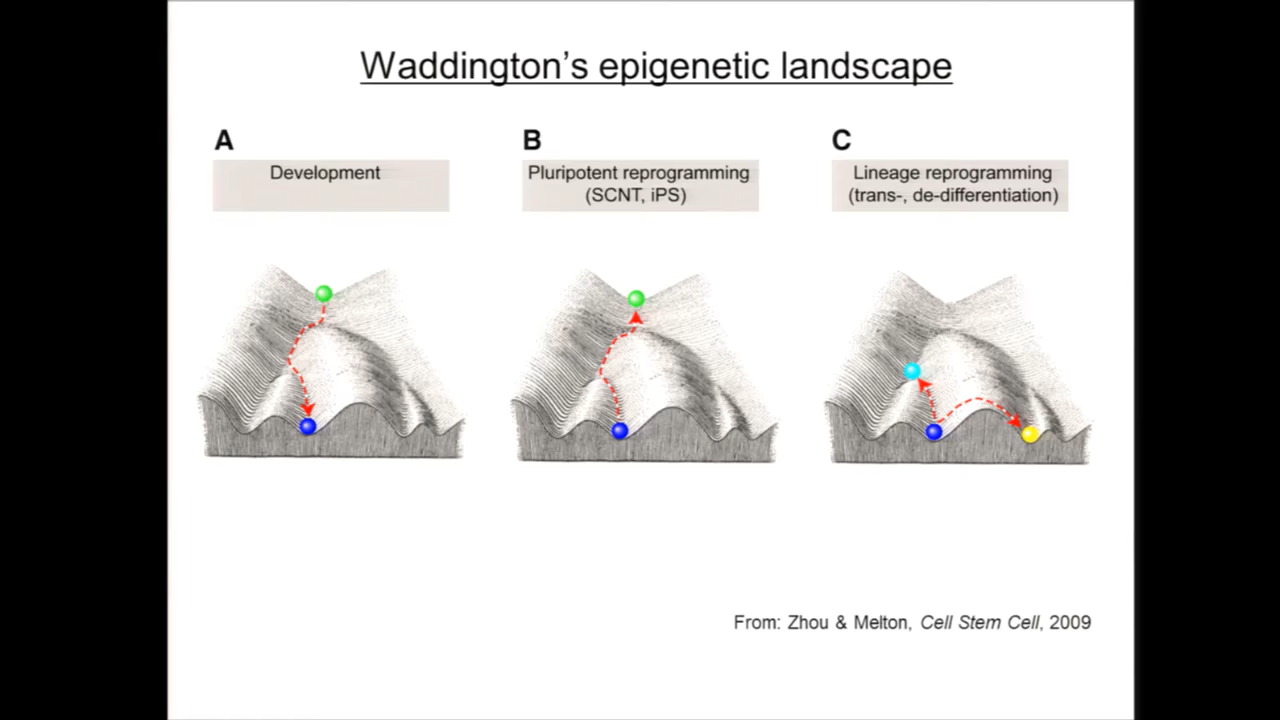 Waddington’s epigenetic landscape
A
Development
B
Pluripotent reprogramming
(SCNT, iPS)
C
Lineage reprogramming
(trans-, de-differentiation)
From: Zhou & Melton, Cell Stem Cell, 2009